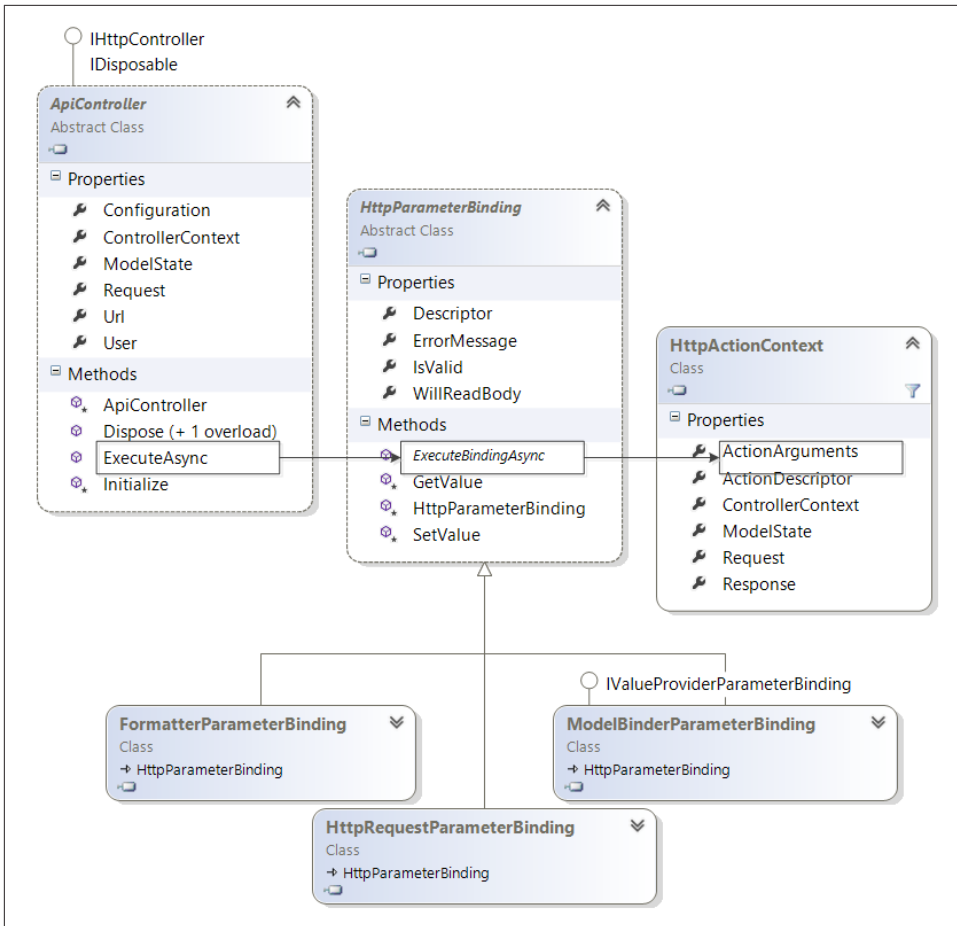 IHttpController
IDisposable
ApiController
Abstract Class
Properties
Configuration
ControllerContext
ModelState
Request
Url
User
Methods
ApiController
Dispose (+ 1 overload)
ExecuteAsync
Initialize
HttpParameterBinding
Abstract Class
Properties
Descriptor
ErrorMessage
IsValid
WillReadBody
Methods
ExecuteBindingAsync
GetValue
HttpParameterBinding
SetValue
HttpActionContext
Class
Properties
ActionArguments
ActionDescriptor
ControllerContext
ModelState
Request
Response
FormatterParameterBinding
Class
HttpParameterBinding
IValueProviderParameterBinding
ModelBinderParameterBinding
Class
HttpParameterBinding
HttpRequestParameterBinding
Class
HttpParameterBinding